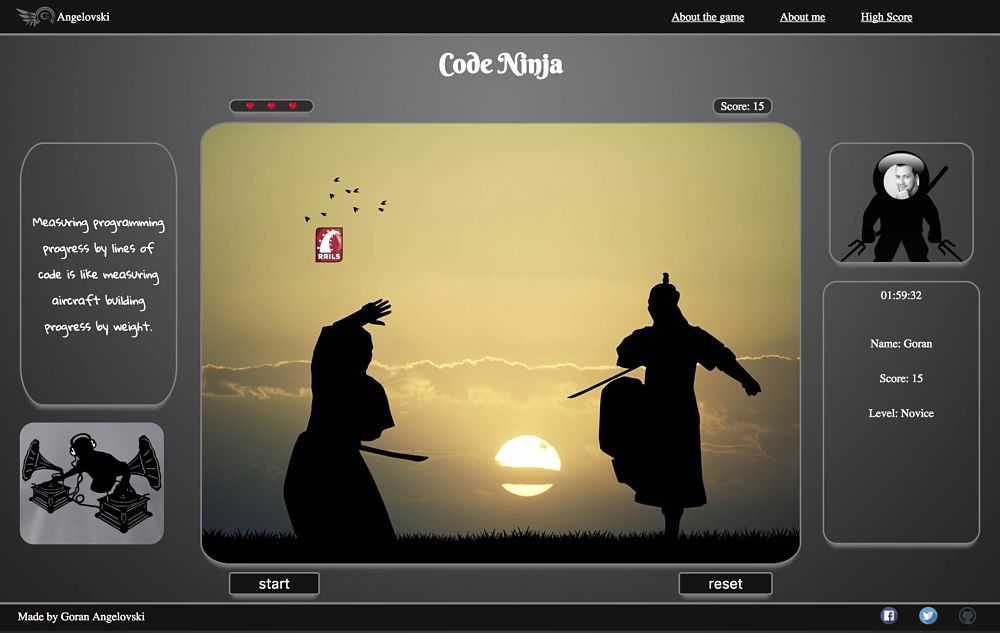 Angelovski
About the game
About me
High Score
Code Ninja
Score: 15
Measuring programming
progress by lines of
code is like measuring
aircraft building
progress by weight.
RAILS
01:59:32
Name: Goran
Score: 15
Level: Novice
start
reset
Made by Goran Angelovski